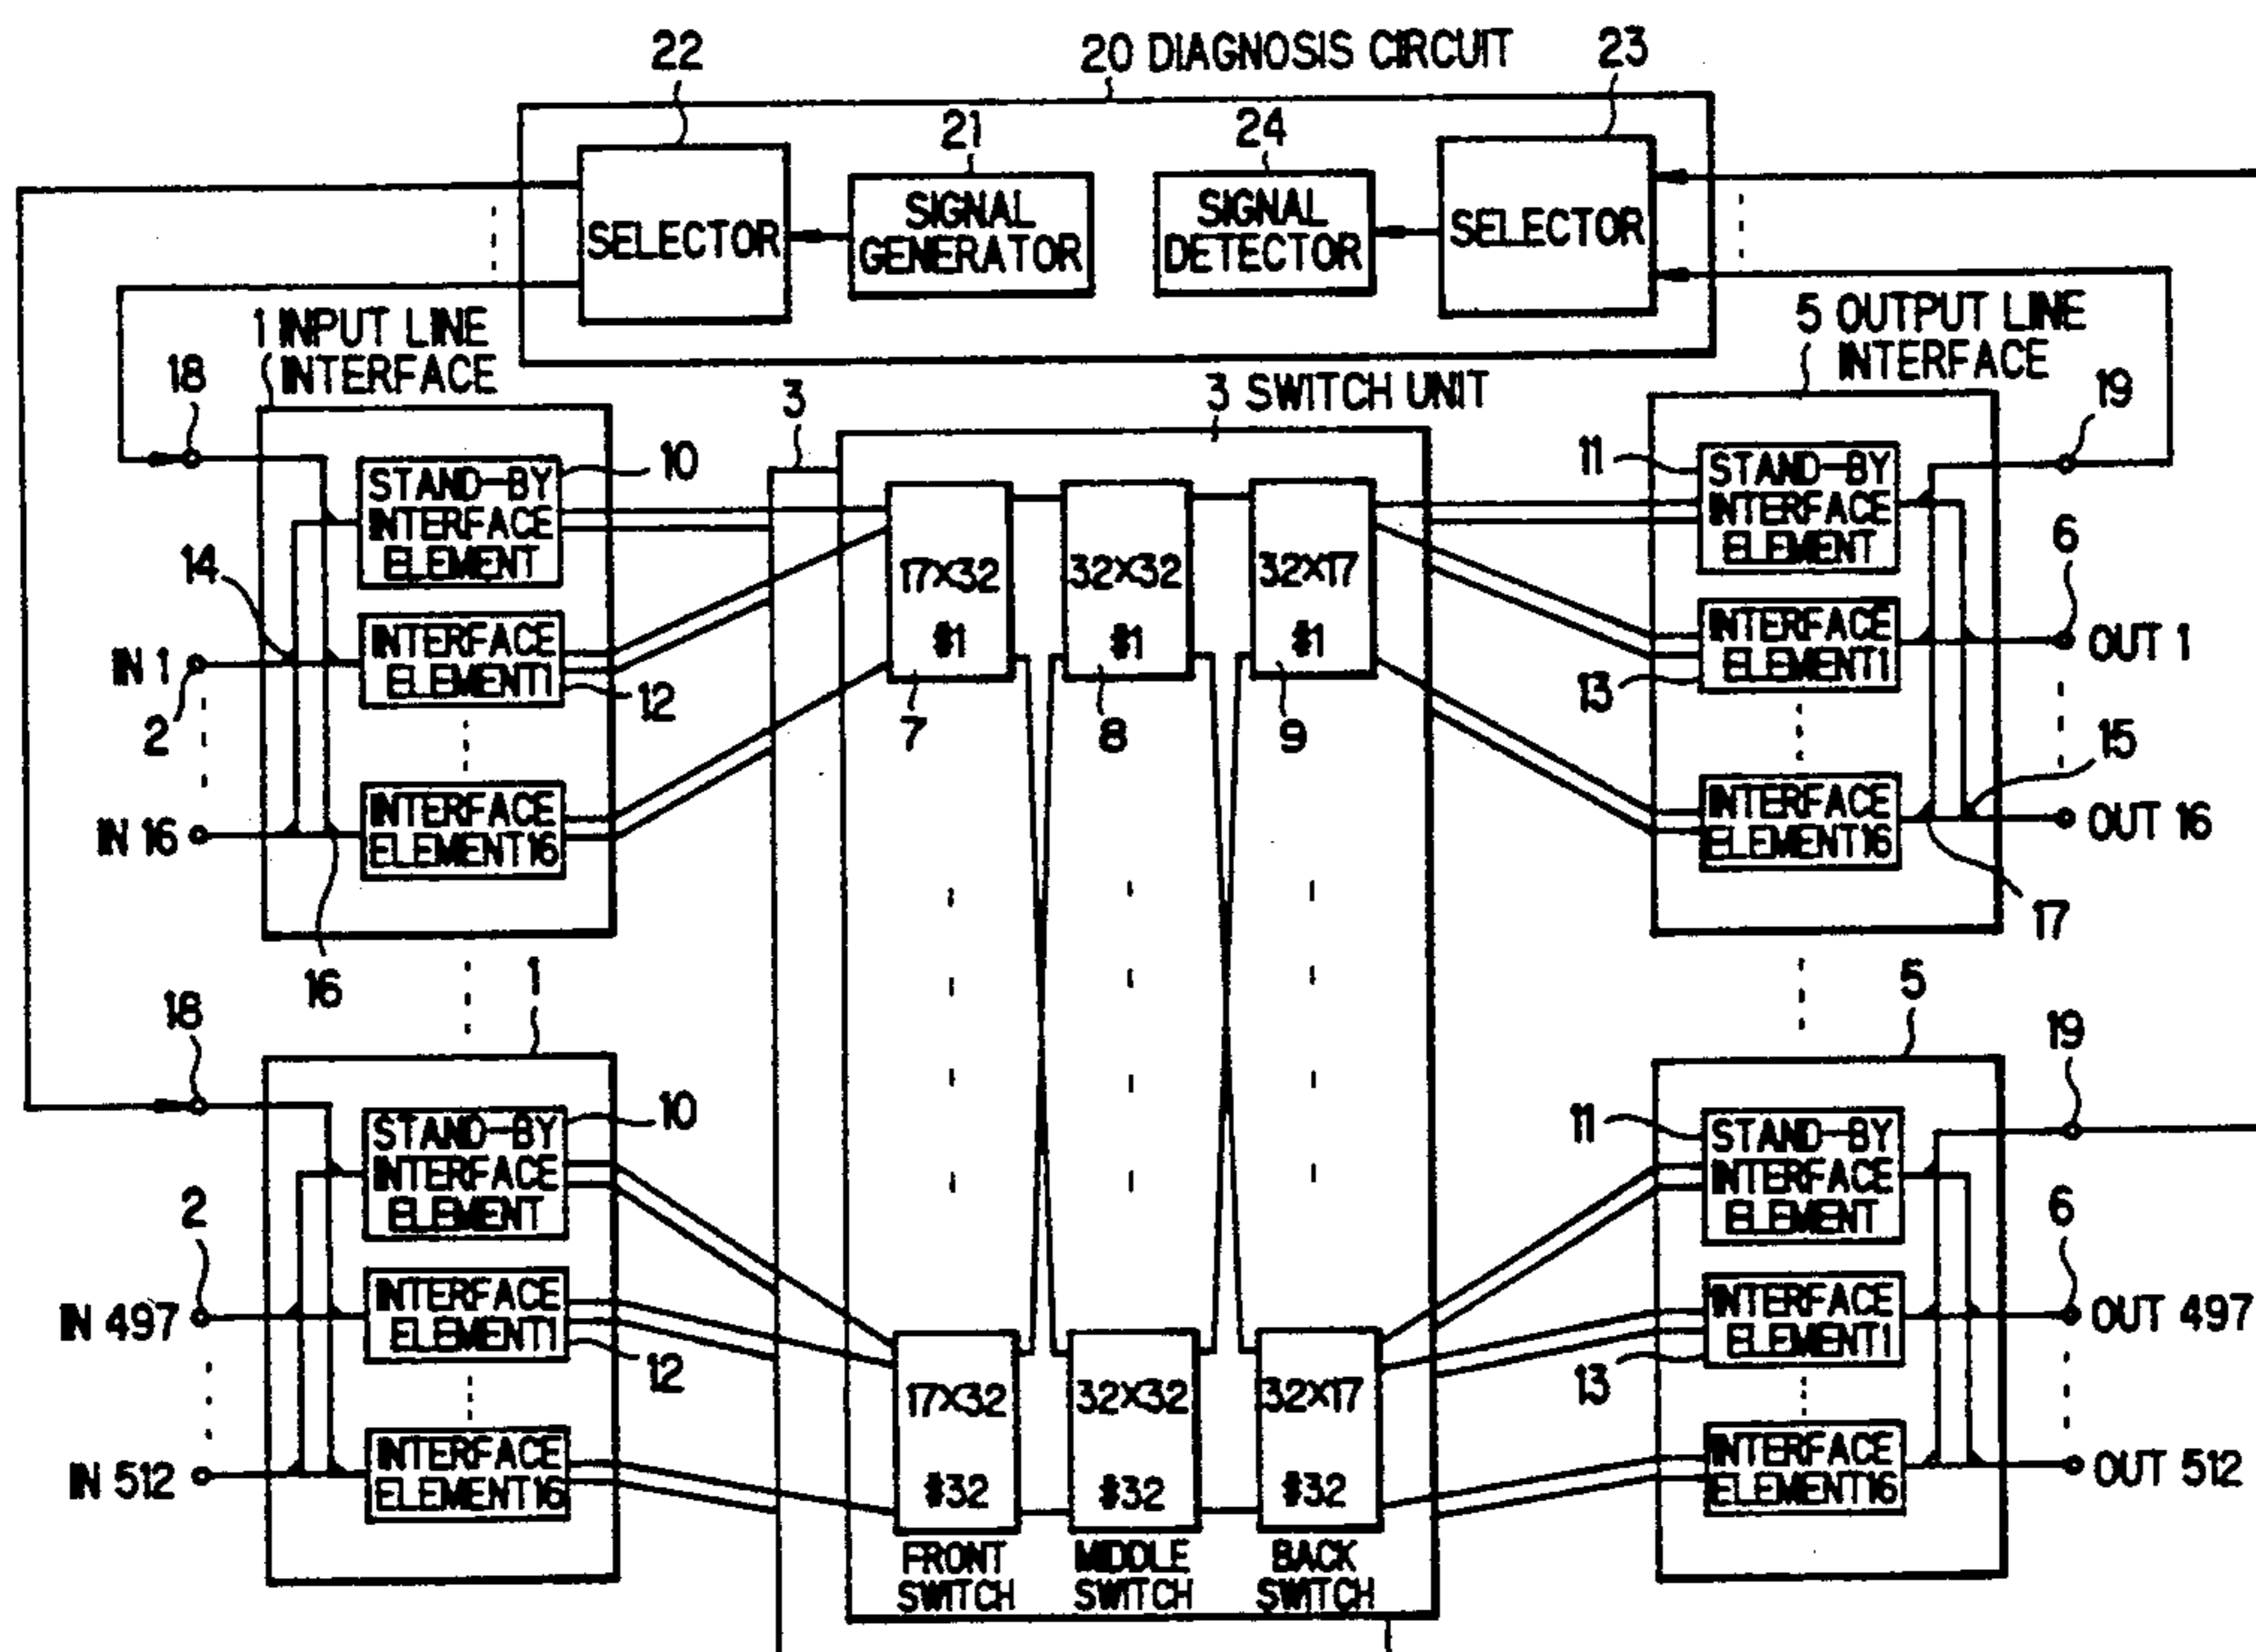 20 DIAGNOSIS CIRCUIT
22
23
21
24
SELECTOR
SIGNAL
GENERATOR
SIGNAL
DETECTOR
SELECTOR
1 INPUT LINE
INTERFACE
5 OUTPUT LINE
INTERFACE
18
3
3 SWITCH UNIT
19
10
STAND-BY
INTERFACE
ELEMENT
11
STAND-BY
INTERFACE
ELEMENT
14
17X32
#1
32X32
#1
32X17
#1
6
IN 1
INTERFACE
ELEMENT1
INTERFACE
ELEMENT1
OUT 1
2
12
7
8
9
13
15
IN 16
INTERFACE
ELEMENT16
INTERFACE
ELEMENT16
OUT 16
16
17
1
5
18
19
10
STAND-BY
INTERFACE
ELEMENT
11
STAND-BY
INTERFACE
ELEMENT
2
6
IN 497
INTERFACE
ELEMENT1
INTERFACE
ELEMENT1
OUT 497
12
13
17X32
#32
32X32
#32
32X17
#32
IN 512
INTERFACE
ELEMENT16
INTERFACE
ELEMENT16
OUT 512
FRONT
SWITCH
MIDDLE
SWITCH
BACK
SWITCH